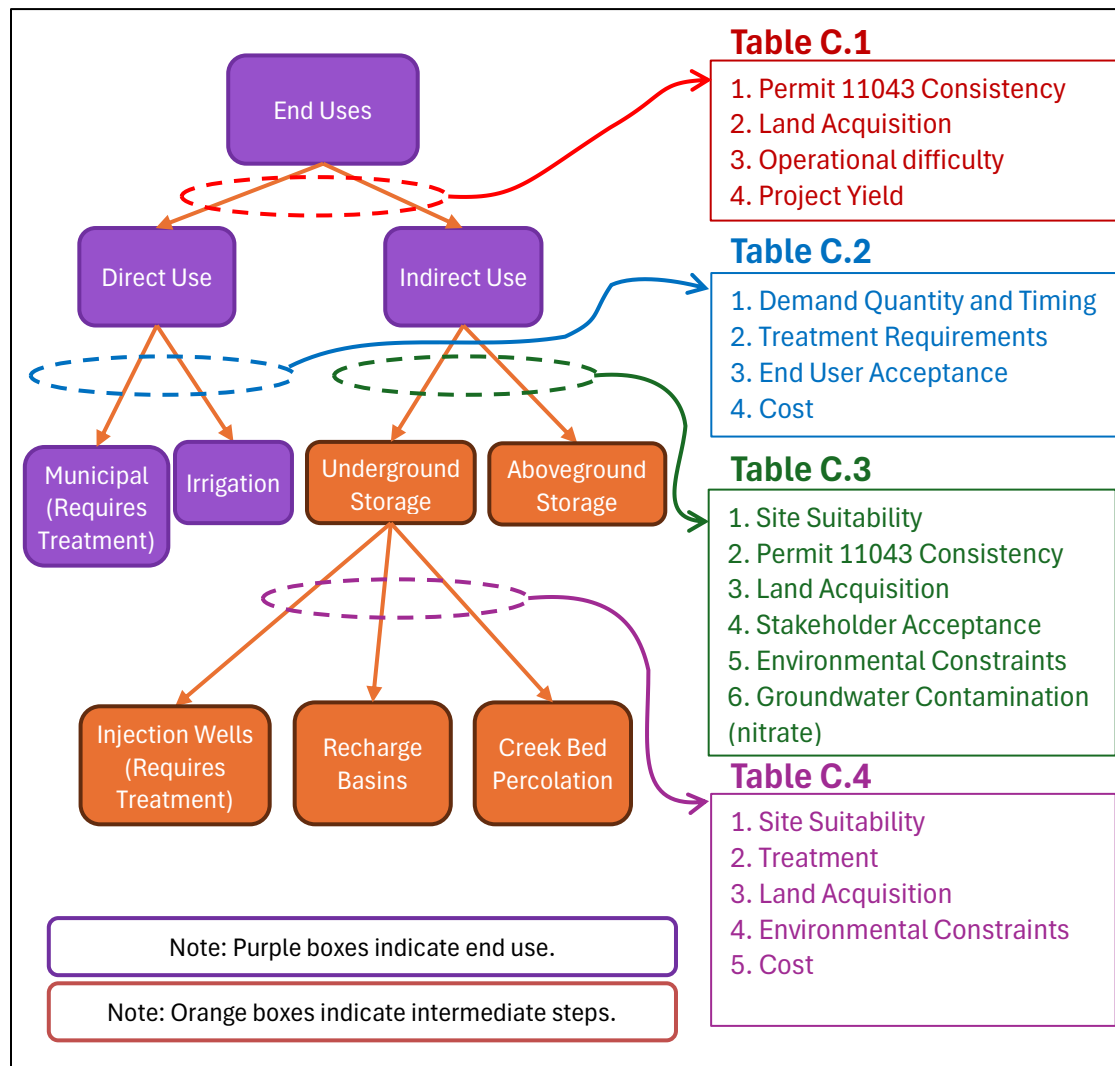 End Uses
Direct Use
Indirect Use
Municipal
(Requires
Treatment)
Irrigation
Underground
Storage
Aboveground
Storage
Injection Wells
(Requires
Treatment)
Recharge
Basins
Creek Bed
Percolation
Note: Purple boxes indicate end use.
Note: Orange boxes indicate intermediate steps.
Table C.1
1. Permit 11043 Consistency
2. Land Acquisition
3. Operational difficulty
4. Project Yield
Table C.2
1. Demand Quantity and Timing
2. Treatment Requirements
3. End User Acceptance
4. Cost
Table C.3
1. Site Suitability
2. Permit 11043 Consistency
3. Land Acquisition
4. Stakeholder Acceptance
5. Environmental Constraints
6. Groundwater Contamination
(nitrate)
Table C.4
1. Site Suitability
2. Treatment
3. Land Acquisition
4. Environmental Constraints
5. Cost